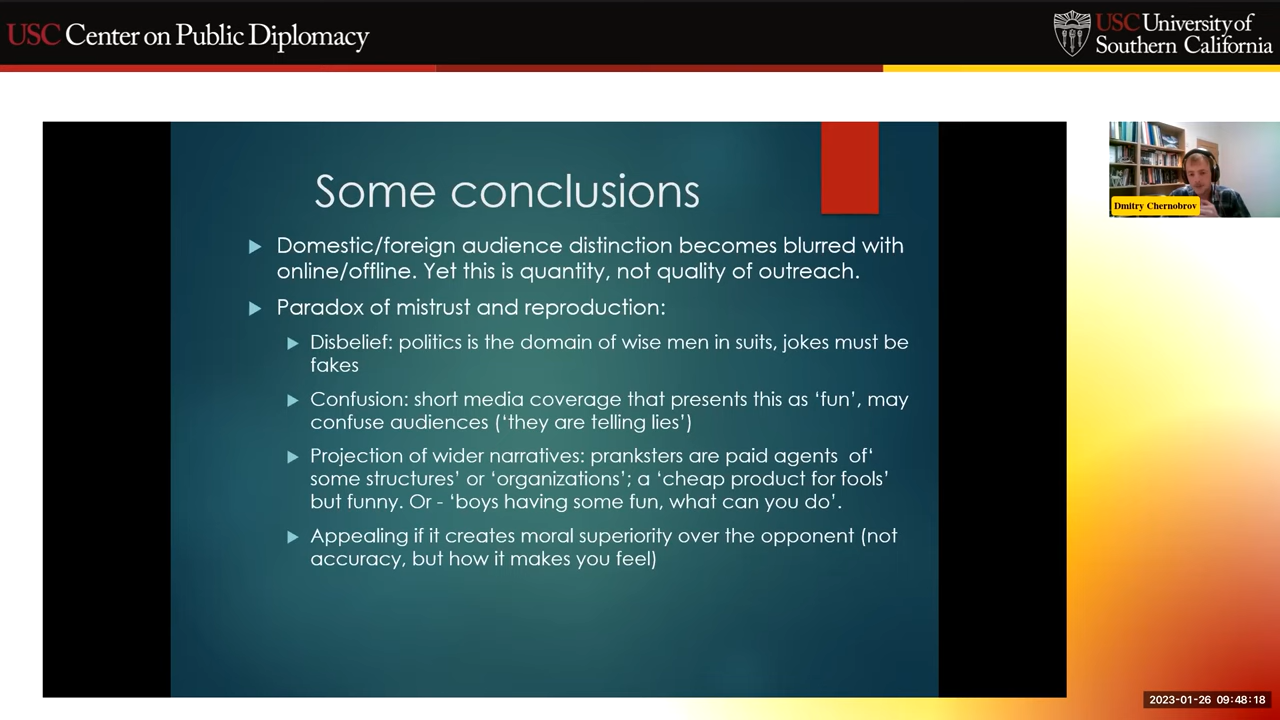 USC Center on Public Diplomacy
USC University of
Southern California
Some conclusions
Domestic/foreign audience distinction becomes blurred with
online/offline. Yet this is quantity, not quality of outreach.
Paradox of mistrust and reproduction:
Disbelief: politics is the domain of wise men in suits, jokes must be
fakes
Confusion: short media coverage that presents this as ‘fun’, may
confuse audiences (‘they are telling lies’)
Projection of wider narratives: pranksters are paid agents  of‘
some structures’ or ‘organizations’; a ‘cheap product for fools’
but funny. Or - ‘boys having some fun, what can you do’.
Appealing if it creates moral superiority over the opponent (not
accuracy, but how it makes you feel)
Dmitry Chernobrov
2023-01-26 09:48:18